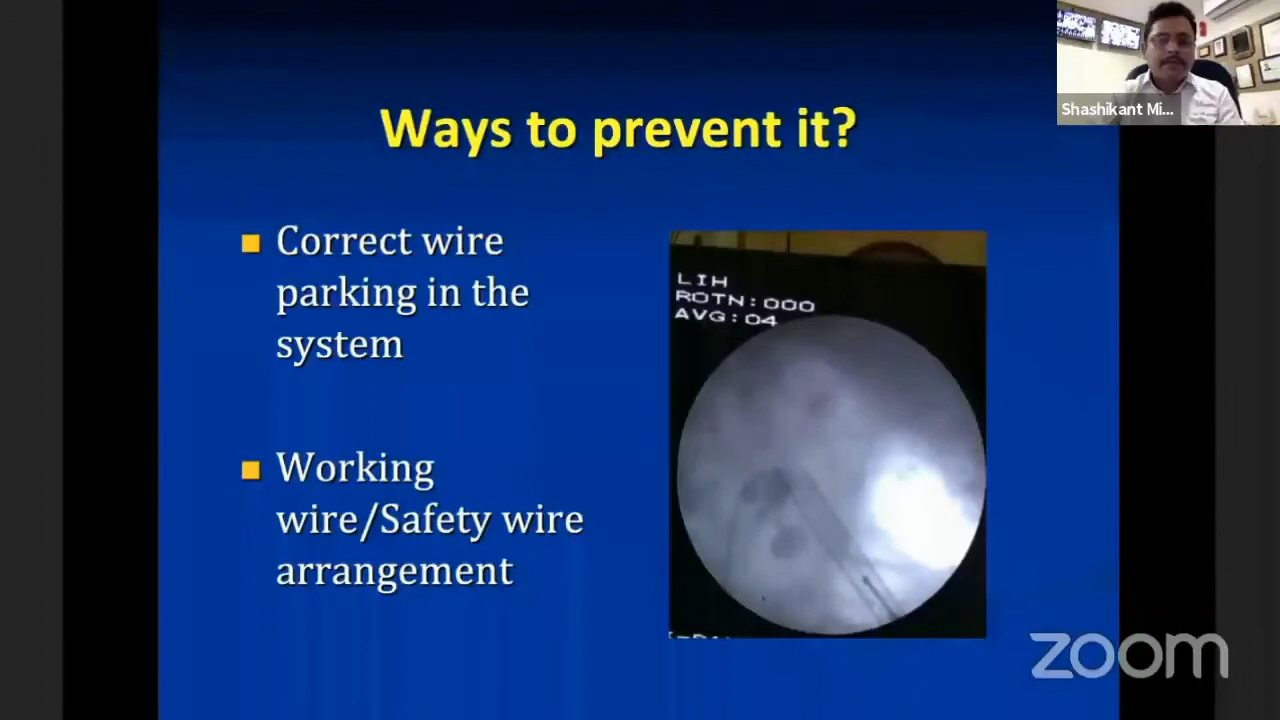 Shashikant Mi...
Ways to prevent it?
Correct wire
parking in the
system
Working
wire/Safety wire
arrangement
LIH
ROTN:000
AVG:04
zoom